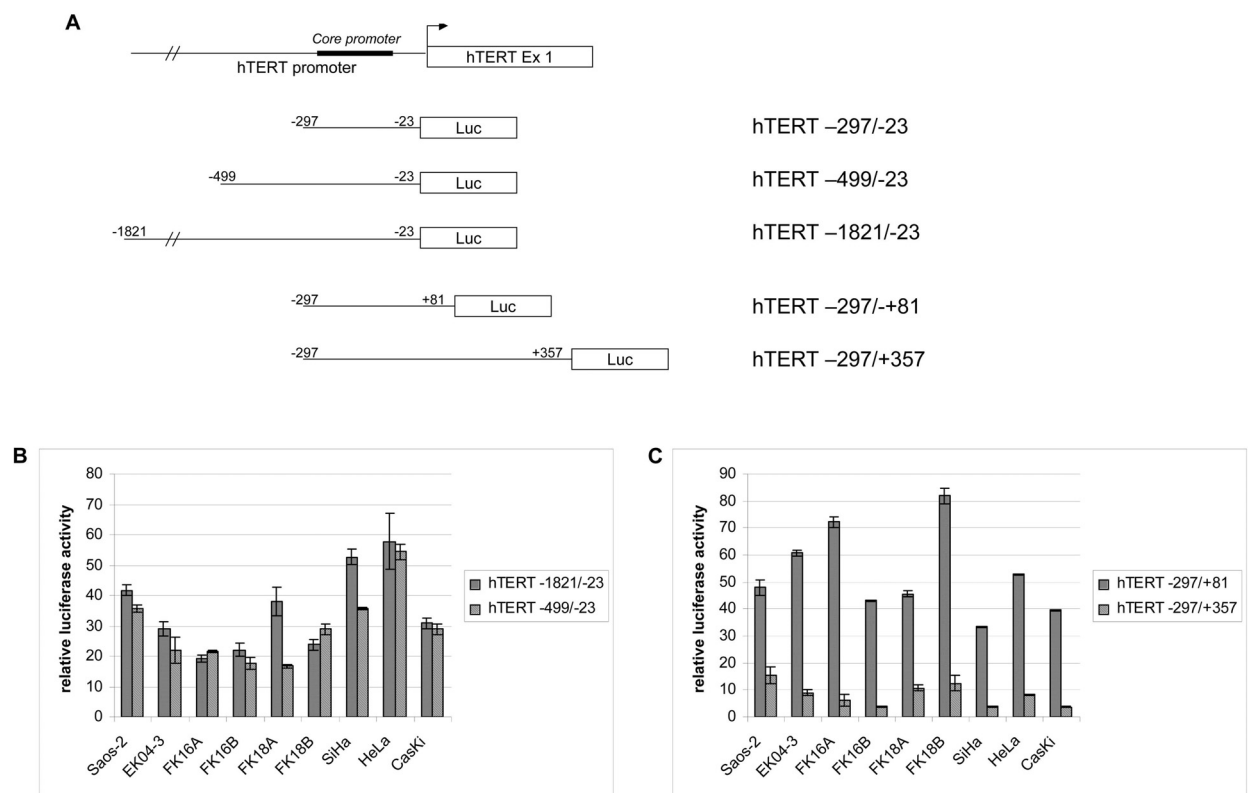 A
Core promoter
hTERT promoter
hTERT Ex 1
-297
-23
Luc
hTERT –297/-23
-499
-23
Luc
hTERT –499/-23
-1821
-23
Luc
hTERT –1821/-23
-297
+81
Luc
hTERT –297/-+81
-297
+357
Luc
hTERT –297/+357
B
relative luciferase activity
80
70
60
50
40
30
20
10
0
Saos-2
EK04-3
FK16A
FK16B
FK18A
FK18B
SiHa
HeLa
CasKi
hTERT -1821/-23
hTERT -499/-23
C
relative luciferase activity
90
80
70
60
50
40
30
20
10
0
Saos-2
EK04-3
FK16A
FK16B
FK18A
FK18B
SiHa
HeLa
CasKi
hTERT -297/+81
hTERT -297/+357